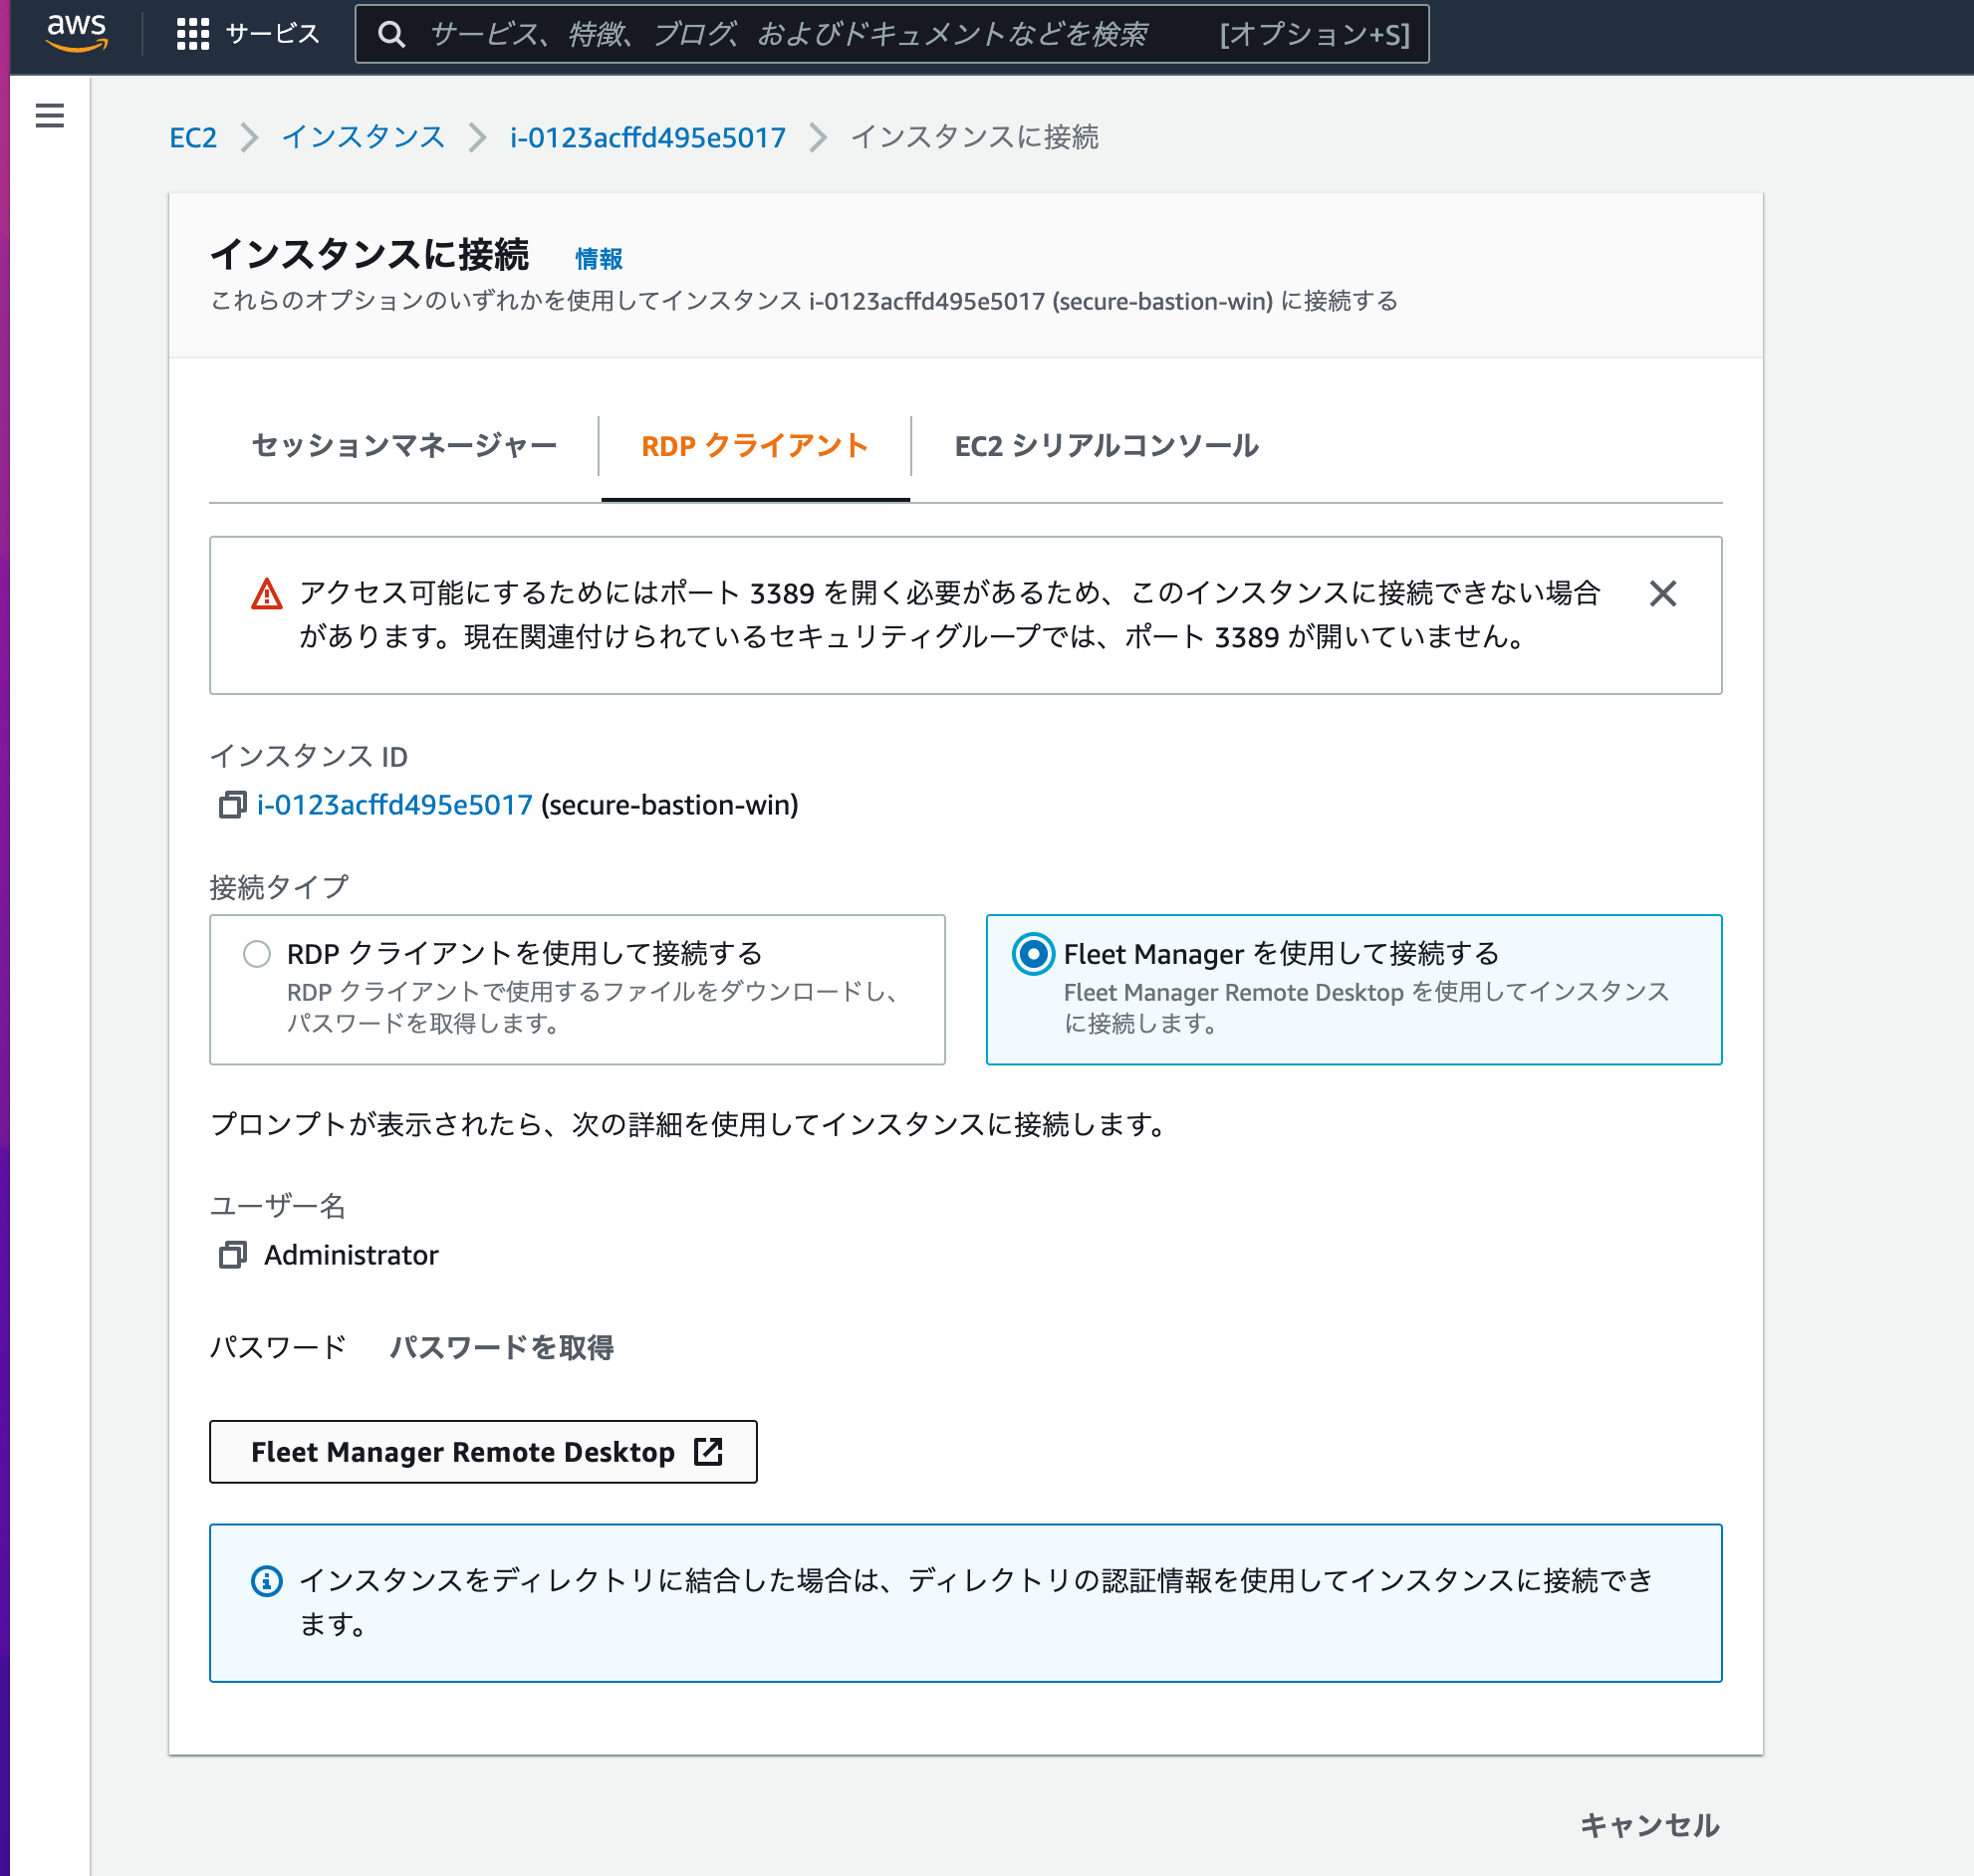 aws サービス サービス、特徴、ブログ、およびドキュメントなどを検索 [オプション+S]
EC2 インスタンス i-0123acffd495e5017 インスタンスに接続
インスタンスに接続 情報
これらのオプションのいずれかを使用してインスタンス i-0123acffd495e5017 (secure-bastion-win) に接続する
セッションマネージャー RDP クライアント EC2 シリアルコンソール
アクセス可能にするためにはポート 3389 を開く必要があるため、このインスタンスに接続できない場合
があります。現在関連付けられているセキュリティグループでは、ポート 3389 が開いていません。
インスタンス ID
i-0123acffd495e5017 (secure-bastion-win)
接続タイプ
RDP クライアントを使用して接続する
RDP クライアントで使用するファイルをダウンロードし、
パスワードを取得します。
Fleet Manager を使用して接続する
Fleet Manager Remote Desktop を使用してインスタンス
に接続します。
プロンプトが表示されたら、次の詳細を使用してインスタンスに接続します。
ユーザー名
Administrator
パスワード パスワードを取得
Fleet Manager Remote Desktop
インスタンスをディレクトリに結合した場合は、ディレクトリの認証情報を使用してインスタンスに接続でき
ます。
キャンセル